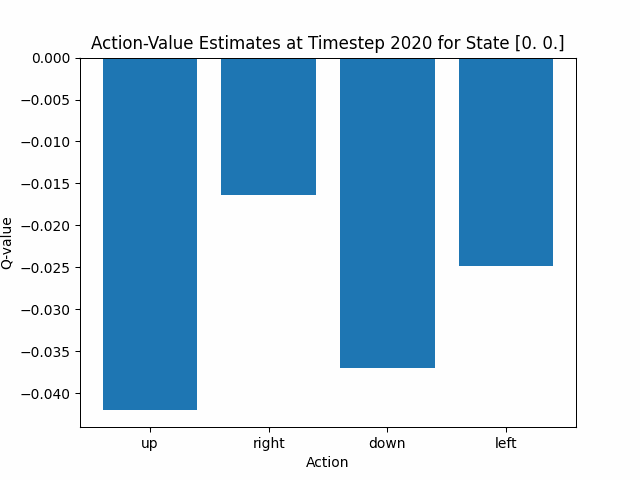 Action-Value Estimates at Timestep 2020 for State [0. 0.]
0.000
−0.005
−0.010
−0.015
−0.020
−0.025
−0.030
−0.035
−0.040
Q-value
up right down left
Action